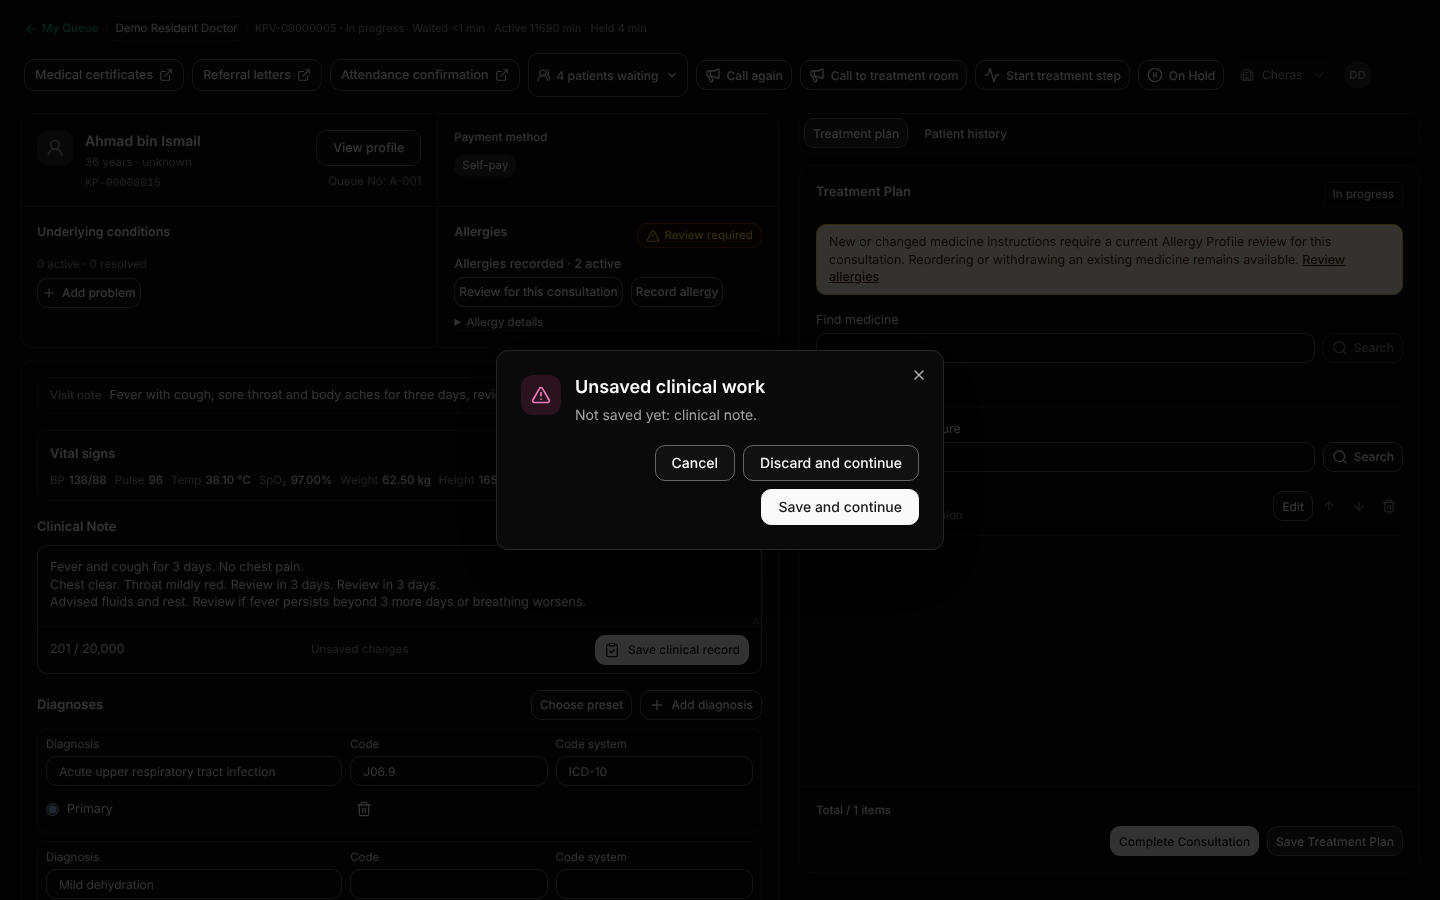 My Queue
Demo Resident Doctor
KPV-00000005 · In progress Waited <1 min · Active 11690 min · Held 4 min
Medical certificates
Referral letters
Attendance confirmation
4 patients waiting
Call again
Call to treatment room
Start treatment step
On Hold
Cheras
DD
Ahmad bin Ismail
36 years · unknown
KP-00000015
View profile
Queue No: A-001
Payment method
Self-pay
Underlying conditions
0 active · 0 resolved
Add problem
Allergies
Review required
Allergies recorded · 2 active
Review for this consultation
Record allergy
Allergy details
Treatment plan
Patient history
Treatment Plan
In progress
New or changed medicine instructions require a current Allergy Profile review for this
consultation. Reordering or withdrawing an existing medicine remains available. Review
allergies
Find medicine
Search
Search
Edit
Unsaved clinical work
Not saved yet: clinical note.
Cancel
Discard and continue
Save and continue
Visit note Fever with cough, sore throat and body aches for three days,
Vital signs
BP 138/88 Pulse 96 Temp 38.10 °C SpO₂ 97.00% Weight 62.50 kg Height 165
Clinical Note
Fever and cough for 3 days. No chest pain.
Chest clear. Throat mildly red. Review in 3 days. Review in 3 days.
Advised fluids and rest. Review if fever persists beyond 3 more days or breathing worsens.
201 / 20,000
Unsaved changes
Save clinical record
Diagnoses
Choose preset
Add diagnosis
Diagnosis Code Code system
Acute upper respiratory tract infection J06.9 ICD-10
Primary
Diagnosis Code Code system
Mild dehydration
Total / 1 items
Complete Consultation
Save Treatment Plan